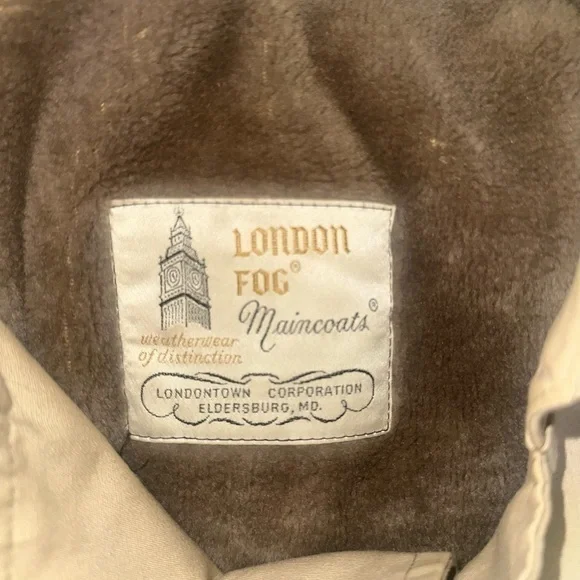 LONDON
FOG®
Maincoats®
weatherwear
of distinction
LONDONTOWN CORPORATION
ELDERSBURG, MD.